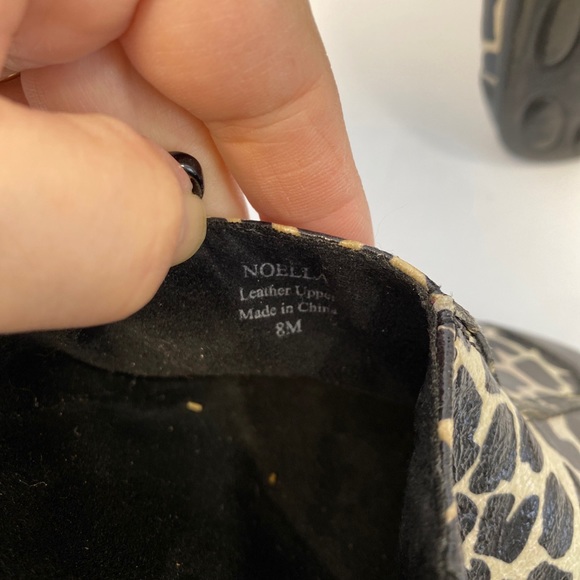 NOELLA
Leather Upper
Made in China
8M